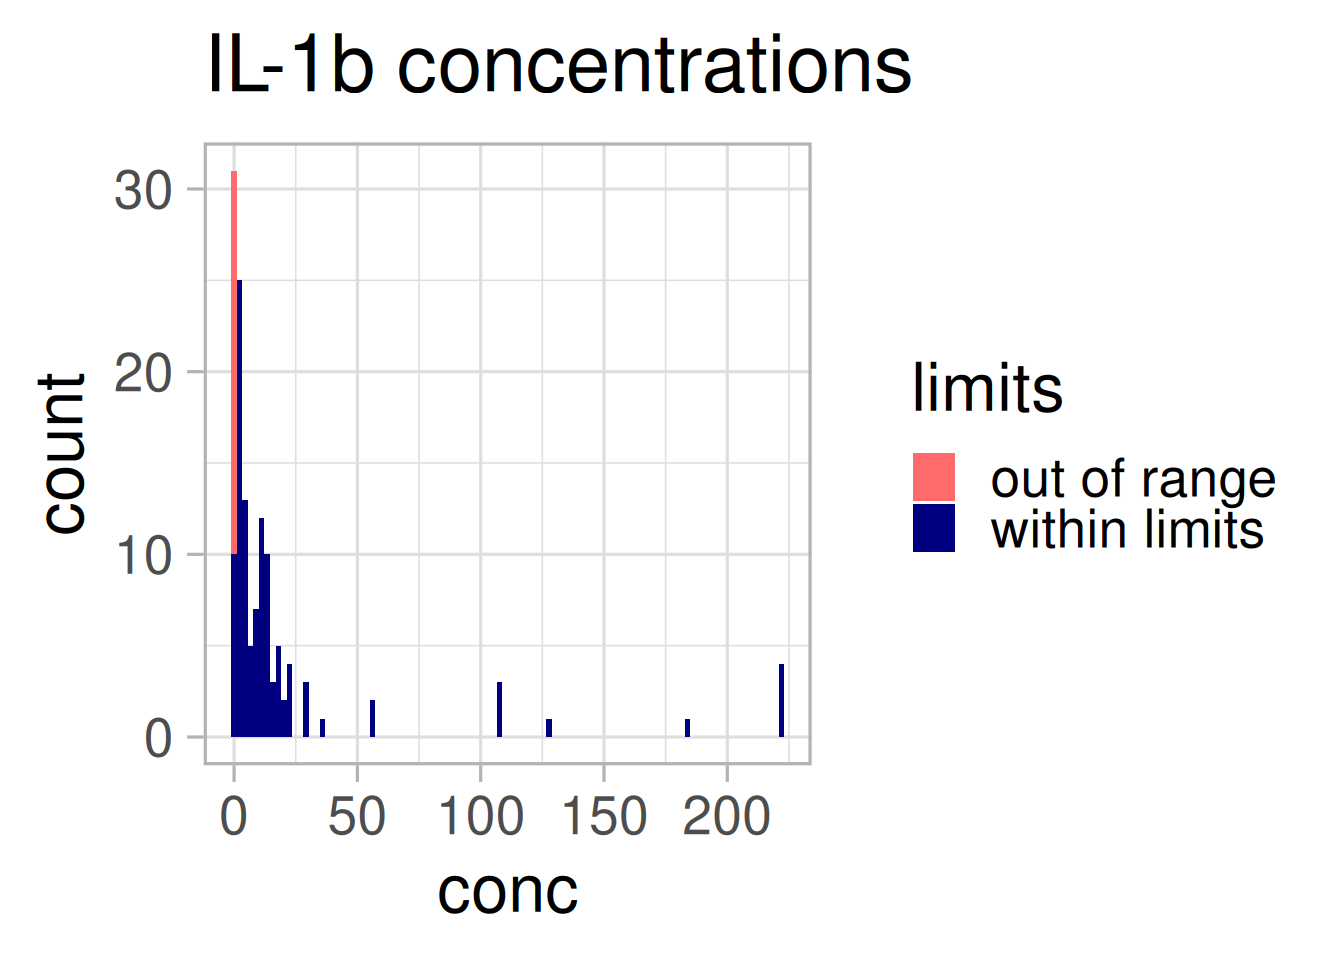 IL-1b concentrations
30
20
10
0
count
0 50 100 150 200
conc
limits
out of range
within limits